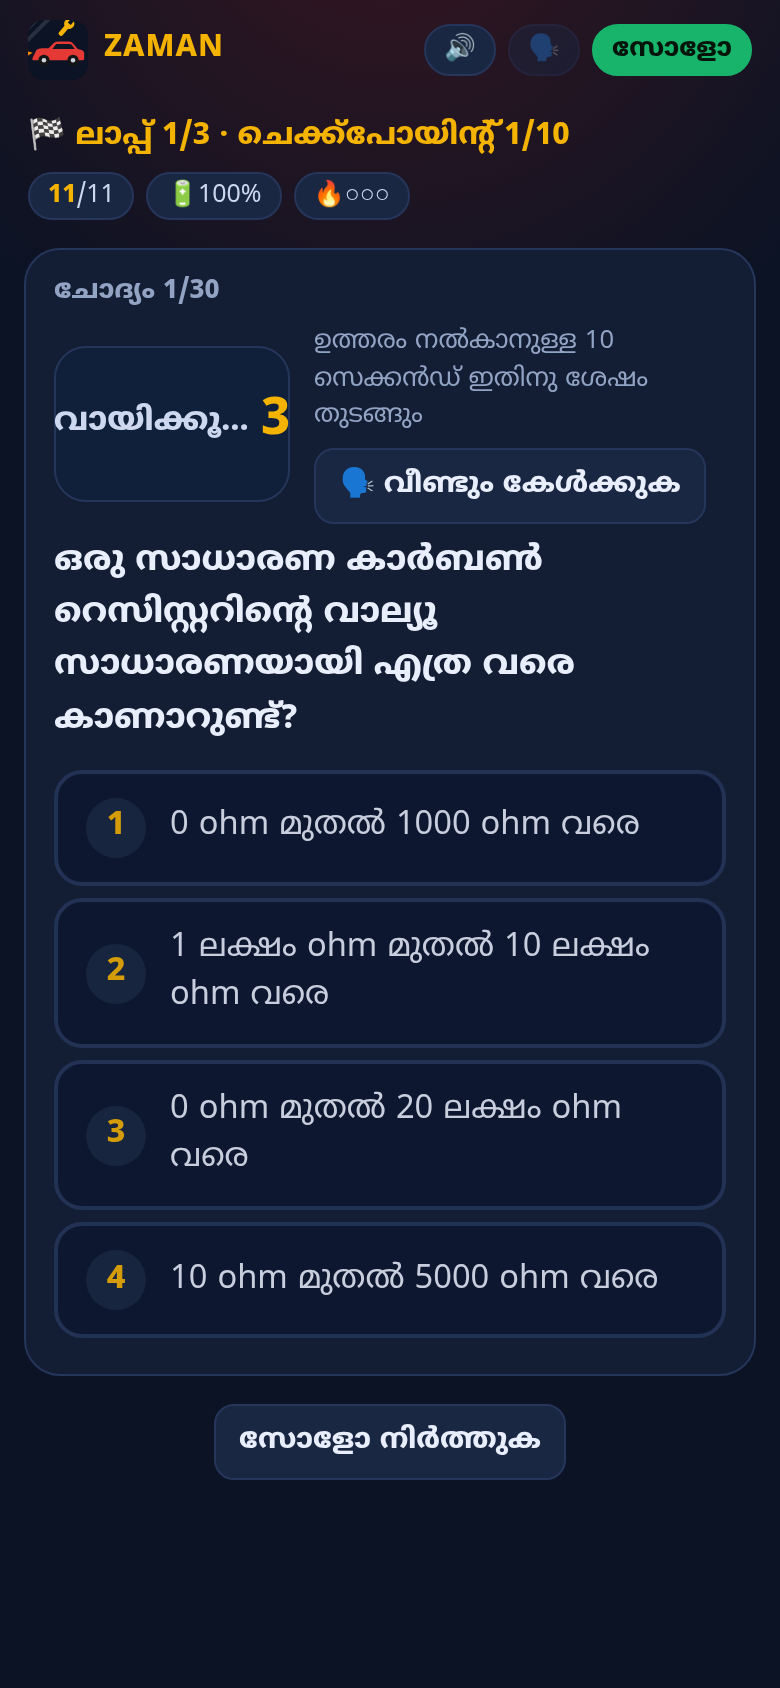 ZAMAN
സോളോ
ലാപ്പ് 1/3 · ചെക്ക്പോയിന്റ് 1/10
11/11
100%
ചോദ്യം 1/30
വായിക്കൂ... 3
ഉത്തരം നൽകാനുള്ള 10
സെക്കൻഡ് ഇതിനു ശേഷം
തുടങ്ങും
വീണ്ടും കേൾക്കുക
ഒരു സാധാരണ കാർബൺ
റെസിസ്റ്ററിന്റെ വാല്യൂ
സാധാരണയായി എത്ര വരെ
കാണാറുണ്ട്?
1 0 ohm മുതൽ 1000 ohm വരെ
2 1 ലക്ഷം ohm മുതൽ 10 ലക്ഷം
ohm വരെ
3 0 ohm മുതൽ 20 ലക്ഷം ohm
വരെ
4 10 ohm മുതൽ 5000 ohm വരെ
സോളോ നിർത്തുക